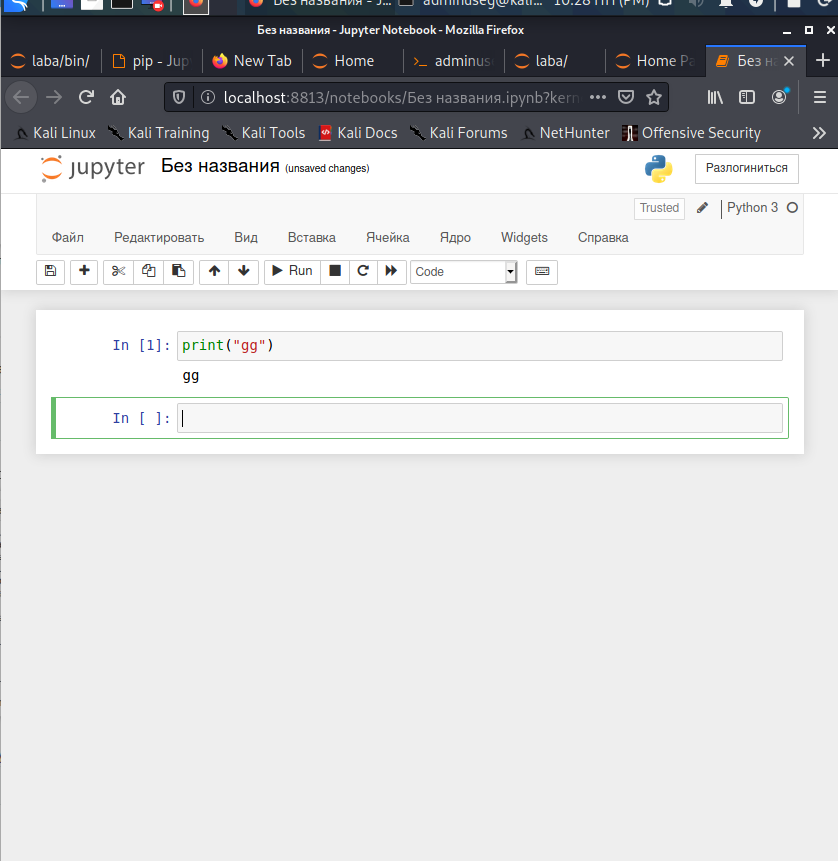 Без названия - J... adminuseg@kali... 10:28 ПП (PM)
Без названия - Jupyter Notebook - Mozilla Firefox
laba/bin/ pip - Jup New Tab Home adminuse laba/ Home Pa Без на
localhost:8813/notebooks/Без названия.ipynb?kern
Kali Linux Kali Training Kali Tools Kali Docs Kali Forums NetHunter Offensive Security
jupyter Без названия (unsaved changes) Разлогиниться
Trusted Python 3
Файл Редактировать Вид Вставка Ячейка Ядро Widgets Справка
Run Code
In [1]: print("gg")
gg
In [ ]: